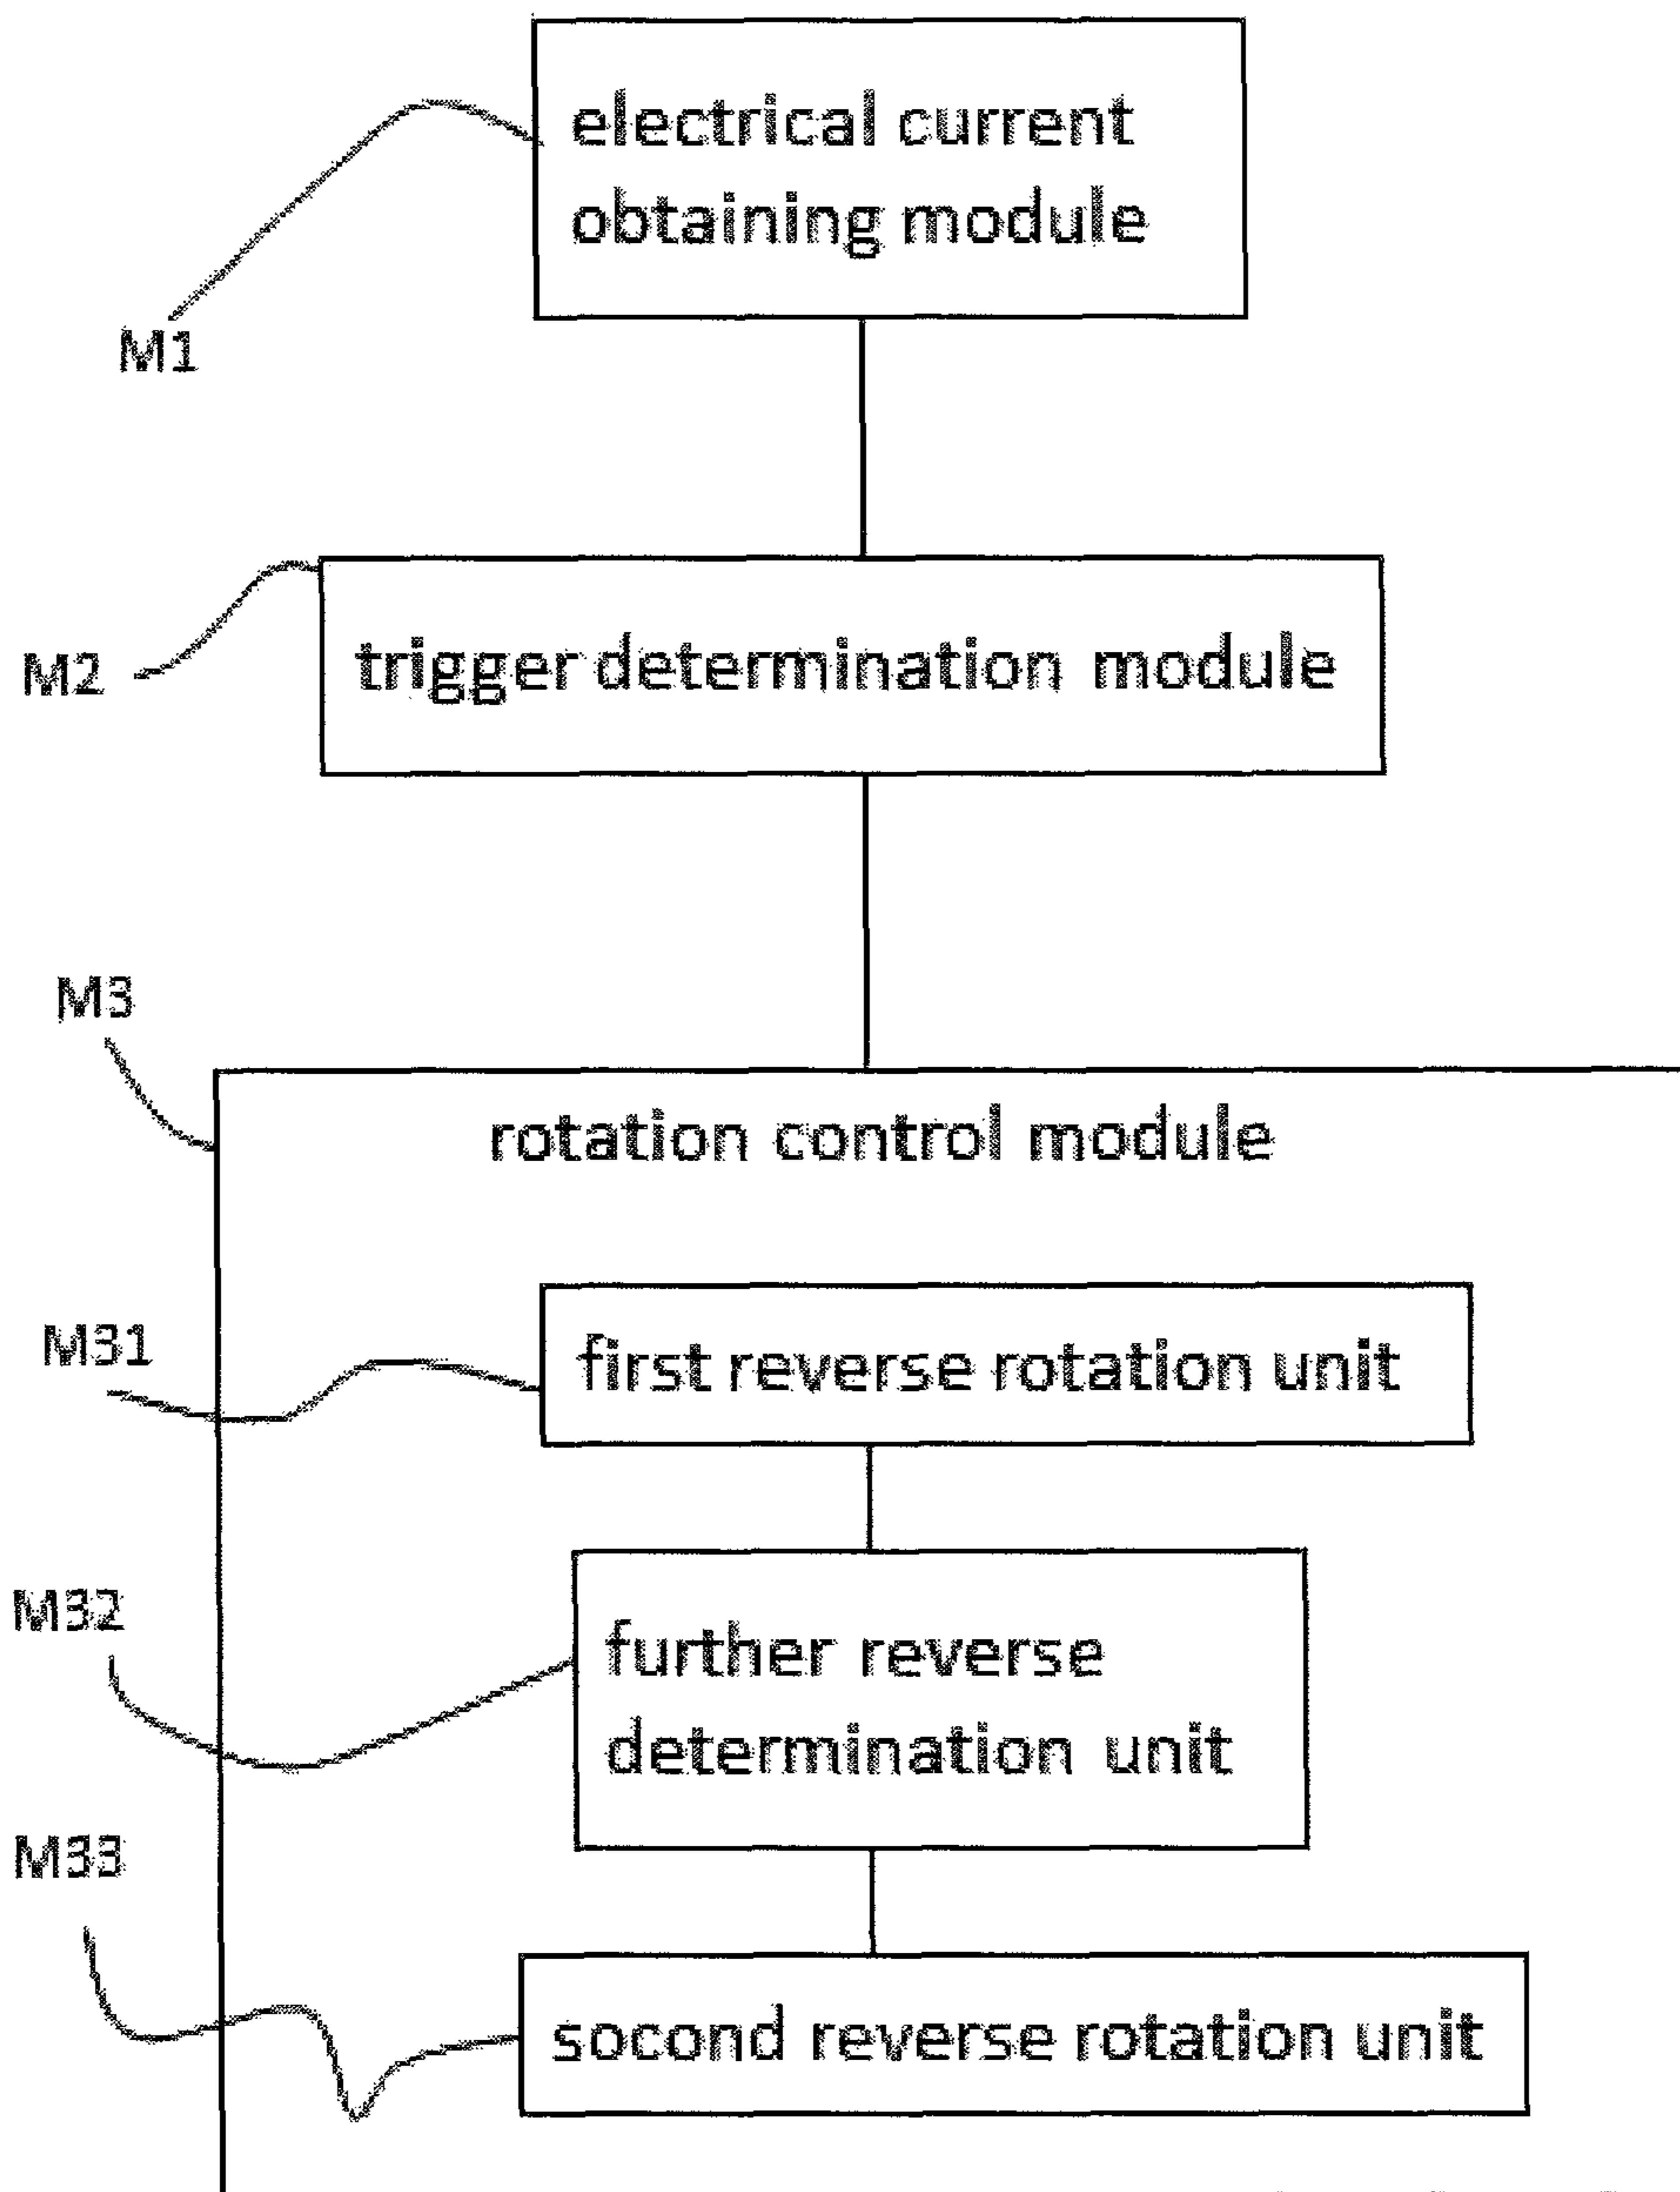 electrical current
obtaining module
M1
trigger determination module
M2
M3
rotation control module
M31
first reverse rotation unit
M32
further reverse
determination unit
M33
socond reverse rotation unit